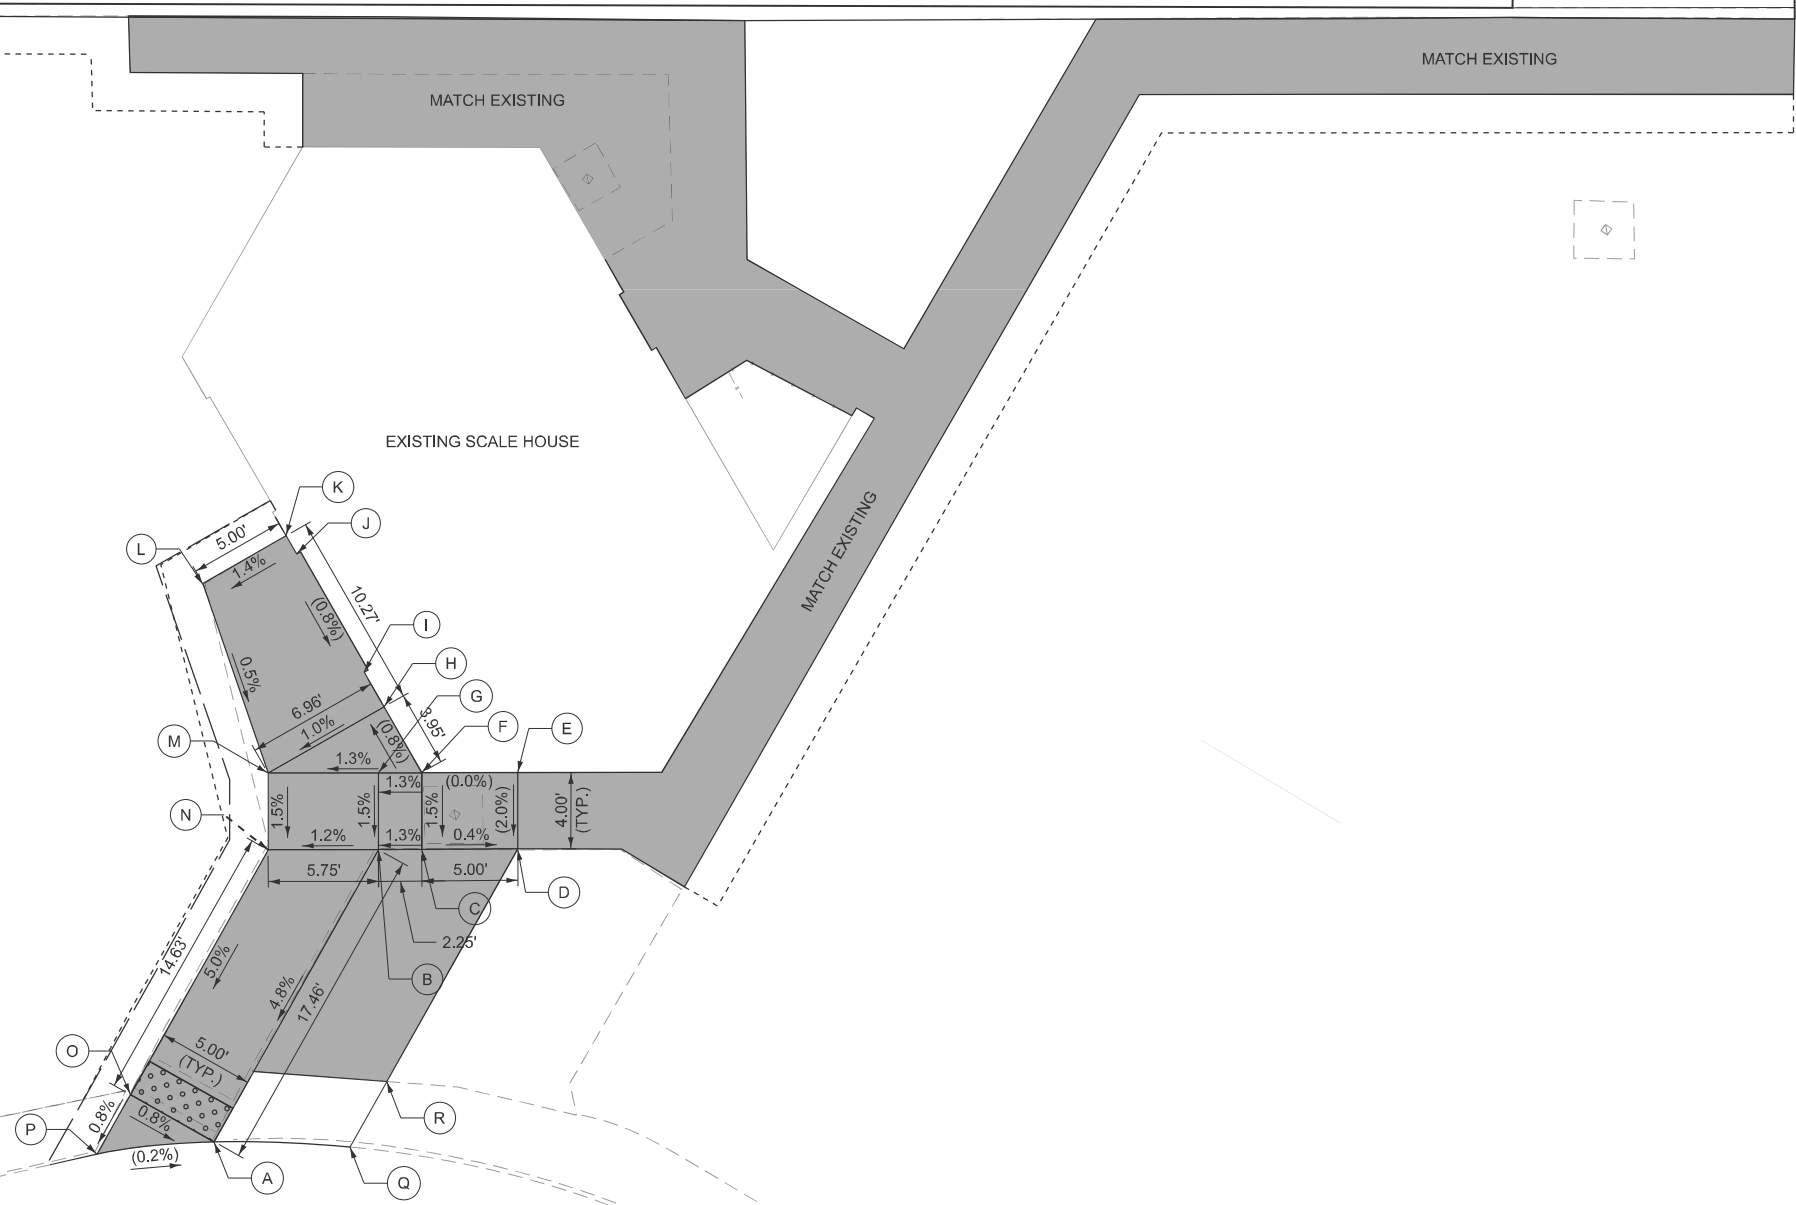 MATCH EXISTING
MATCH EXISTING
EXISTING SCALE HOUSE
K
J
L
5.00'
1.4%
MATCH EXISTING
10.27'
(0.8%)
I
H
0.5%
G
6.96'
1.0%
3.95'
F
E
M
(0.8%)
1.3%
1.3%
(0.0%)
1.5%
1.5%
1.5%
(2.0%)
4.00'
(TYP.)
N
1.2%
1.3%
0.4%
5.75'
5.00'
D
C
2.25'
14.63'
5.0%
B
4.8%
17.46'
O
5.00'
(TYP.)
0.8%
0.8%
R
P
(0.2%)
A
Q